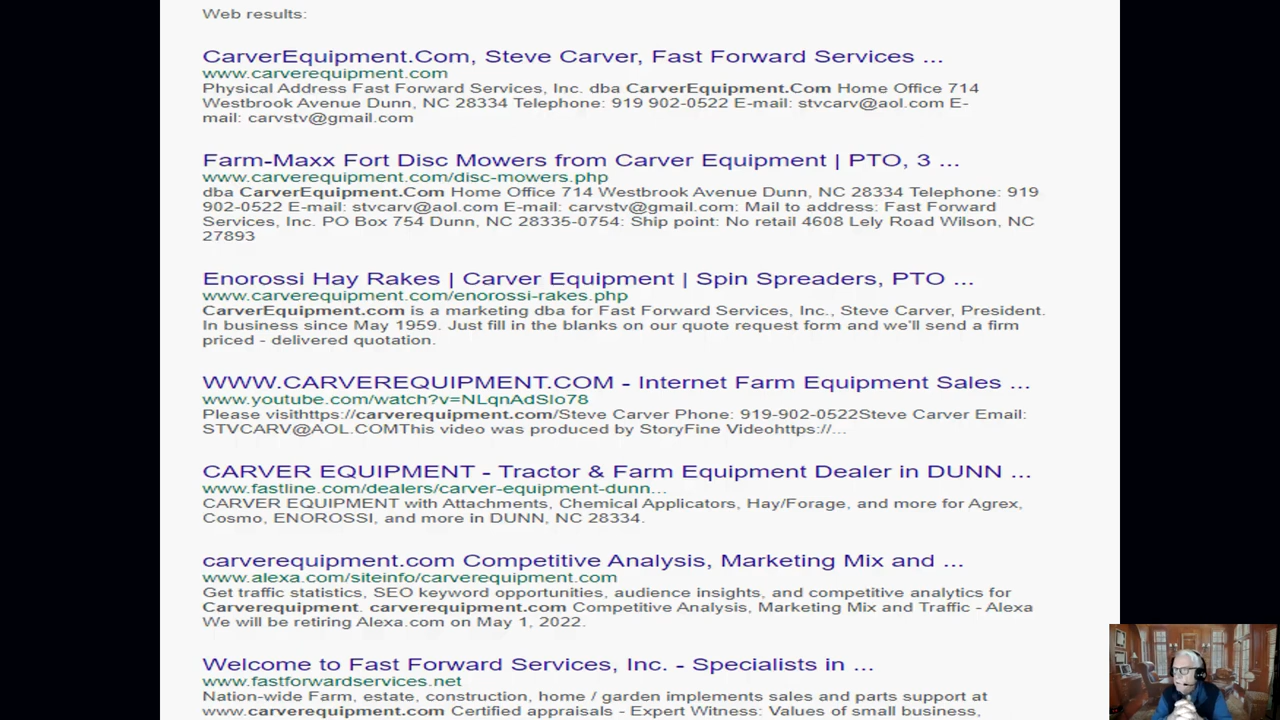 Web results:
CarverEquipment.Com, Steve Carver, Fast Forward Services ...
www.carverequipment.com
Physical Address Fast Forward Services, Inc. dba CarverEquipment.Com Home Office 714
Westbrook Avenue Dunn, NC 28334 Telephone: 919 902-0522 E-mail: stvcarv@aol.com E-
mail: carvstv@gmail.com
Farm-Maxx Fort Disc Mowers from Carver Equipment | PTO, 3 ...
www.carverequipment.com/disc-mowers.php
dba CarverEquipment.Com Home Office 714 Westbrook Avenue Dunn, NC 28334 Telephone: 919
902-0522 E-mail: stvcarv@aol.com E-mail: carvstv@gmail.com: Mail to address: Fast Forward
Services, Inc. PO Box 754 Dunn, NC 28335-0754: Ship point: No retail 4608 Lely Road Wilson, NC
27893
Enorossi Hay Rakes | Carver Equipment | Spin Spreaders, PTO ...
www.carverequipment.com/enorossi-rakes.php
CarverEquipment.com is a marketing dba for Fast Forward Services, Inc., Steve Carver, President.
In business since May 1959. Just fill in the blanks on our quote request form and we'll send a firm
priced - delivered quotation.
WWW.CARVEREQUIPMENT.COM - Internet Farm Equipment Sales ...
www.youtube.com/watch?v=NLqnAdSlo78
Please visithttps://carverequipment.com/Steve Carver Phone: 919-902-0522Steve Carver Email:
STVCARV@AOL.COMThis video was produced by StoryFine Videohttps://...
CARVER EQUIPMENT - Tractor & Farm Equipment Dealer in DUNN ...
www.fastline.com/dealers/carver-equipment-dunn...
CARVER EQUIPMENT with Attachments, Chemical Applicators, Hay/Forage, and more for Agrex,
Cosmo, ENOROSSI, and more in DUNN, NC 28334.
carverequipment.com Competitive Analysis, Marketing Mix and ...
www.alexa.com/siteinfo/carverequipment.com
Get traffic statistics, SEO keyword opportunities, audience insights, and competitive analytics for
Carverequipment. carverequipment.com Competitive Analysis, Marketing Mix and Traffic - Alexa
We will be retiring Alexa.com on May 1, 2022.
Welcome to Fast Forward Services, Inc. - Specialists in ...
www.fastforwardservices.net
Nation-wide Farm, estate, construction, home / garden implements sales and parts support at
www.carverequipment.com Certified appraisals - Expert Witness: Values of small business,